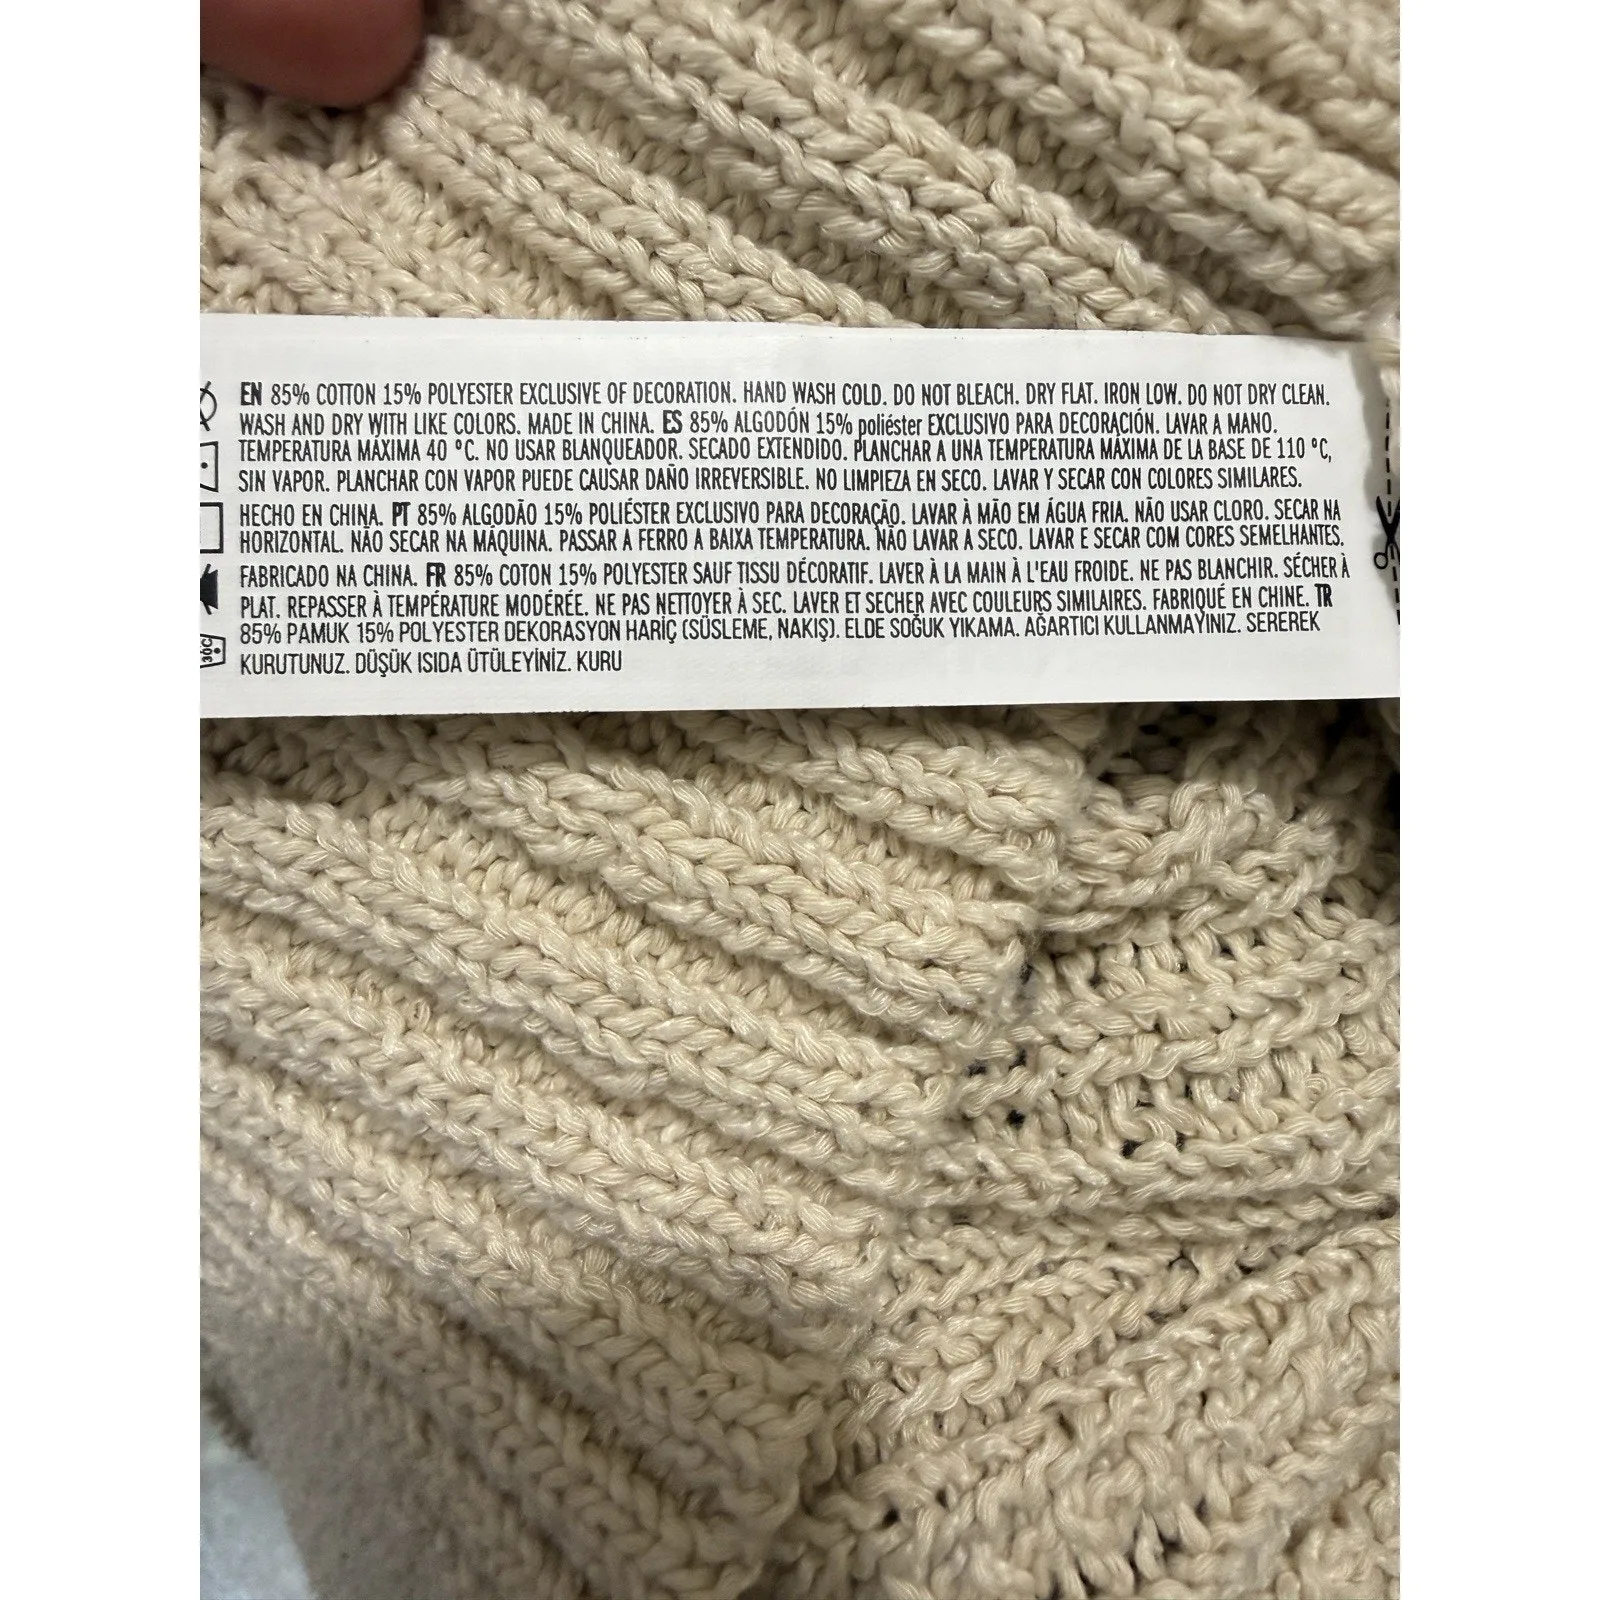 EN 85% COTTON 15% POLYESTER EXCLUSIVE OF DECORATION. HAND WASH COLD. DO NOT BLEACH. DRY FLAT. IRON LOW. DO NOT DRY CLEAN.
WASH AND DRY WITH LIKE COLORS. MADE IN CHINA. ES 85% ALGODÓN 15% poliéster EXCLUSIVO PARA DECORACIÓN. LAVAR A MANO.
TEMPERATURA MÁXIMA 40 °C. NO USAR BLANQUEADOR. SECADO EXTENDIDO. PLANCHAR A UNA TEMPERATURA MÁXIMA DE LA BASE DE 110 °C,
SIN VAPOR. PLANCHAR CON VAPOR PUEDE CAUSAR DAÑO IRREVERSIBLE. NO LIMPIEZA EN SECO. LAVAR Y SECAR CON COLORES SIMILARES.
HECHO EN CHINA. PT 85% ALGODÃO 15% POLIÉSTER EXCLUSIVO PARA DECORAÇÃO. LAVAR À MÃO EM ÁGUA FRIA. NÃO USAR CLORO. SECAR NA
HORIZONTAL. NÃO SECAR NA MÁQUINA. PASSAR A FERRO A BAIXA TEMPERATURA. NÃO LAVAR A SECO. LAVAR E SECAR COM CORES SEMELHANTES.
FABRICADO NA CHINA. FR 85% COTON 15% POLYESTER SAUF TISSU DÉCORATIF. LAVER À LA MAIN À L'EAU FROIDE. NE PAS BLANCHIR. SÉCHER À
PLAT. REPASSER À TEMPÉRATURE MODÉRÉE. NE PAS NETTOYER À SEC. LAVER ET SECHER AVEC COULEURS SIMILAIRES. FABRIQUÉ EN CHINE. TR
85% PAMUK 15% POLYESTER DEKORASYON HARİÇ (SÜSLEME, NAKIŞ). ELDE SOĞUK YIKAMA. AĞARTICI KULLANMAYINIZ. SEREREK
KURUTUNUZ. DÜŞÜK ISIDA ÜTÜLEYİNİZ. KURU
30C